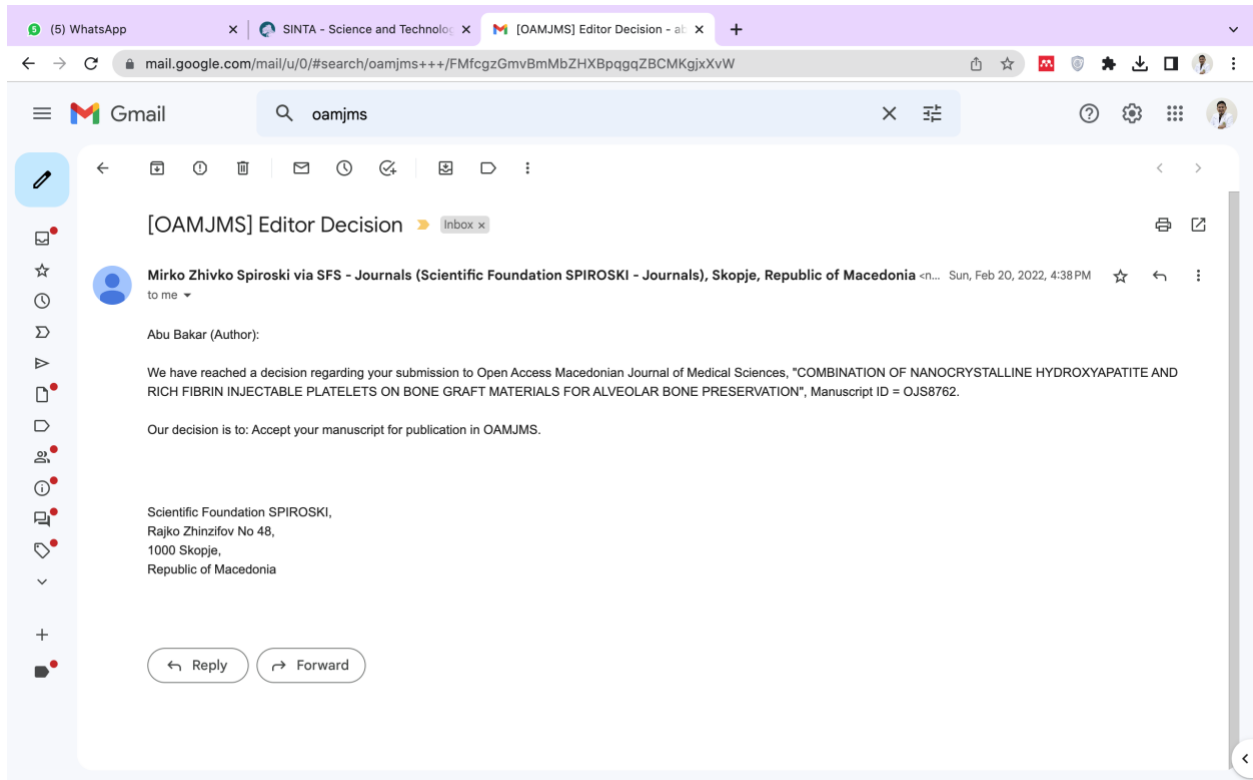 (5) WhatsApp
SINTA - Science and Technolog
[OAMJMS] Editor Decision - ab
mail.google.com/mail/u/0/#search/oamjms+++/FMfcgzGmvBmMbZHXBpqgqZBCMKgjxXvW
Gmail
oamjms
[OAMJMS] Editor Decision
Inbox x
Mirko Zhivko Spiroski via SFS - Journals (Scientific Foundation SPIROSKI - Journals), Skopje, Republic of Macedonia <n... Sun, Feb 20, 2022, 4:38 PM
to me
Abu Bakar (Author):
We have reached a decision regarding your submission to Open Access Macedonian Journal of Medical Sciences, "COMBINATION OF NANOCRYSTALLINE HYDROXYAPATITE AND
RICH FIBRIN INJECTABLE PLATELETS ON BONE GRAFT MATERIALS FOR ALVEOLAR BONE PRESERVATION", Manuscript ID = OJS8762.
Our decision is to: Accept your manuscript for publication in OAMJMS.
Scientific Foundation SPIROSKI,
Rajko Zhinzifov No 48,
1000 Skopje,
Republic of Macedonia
Reply
Forward